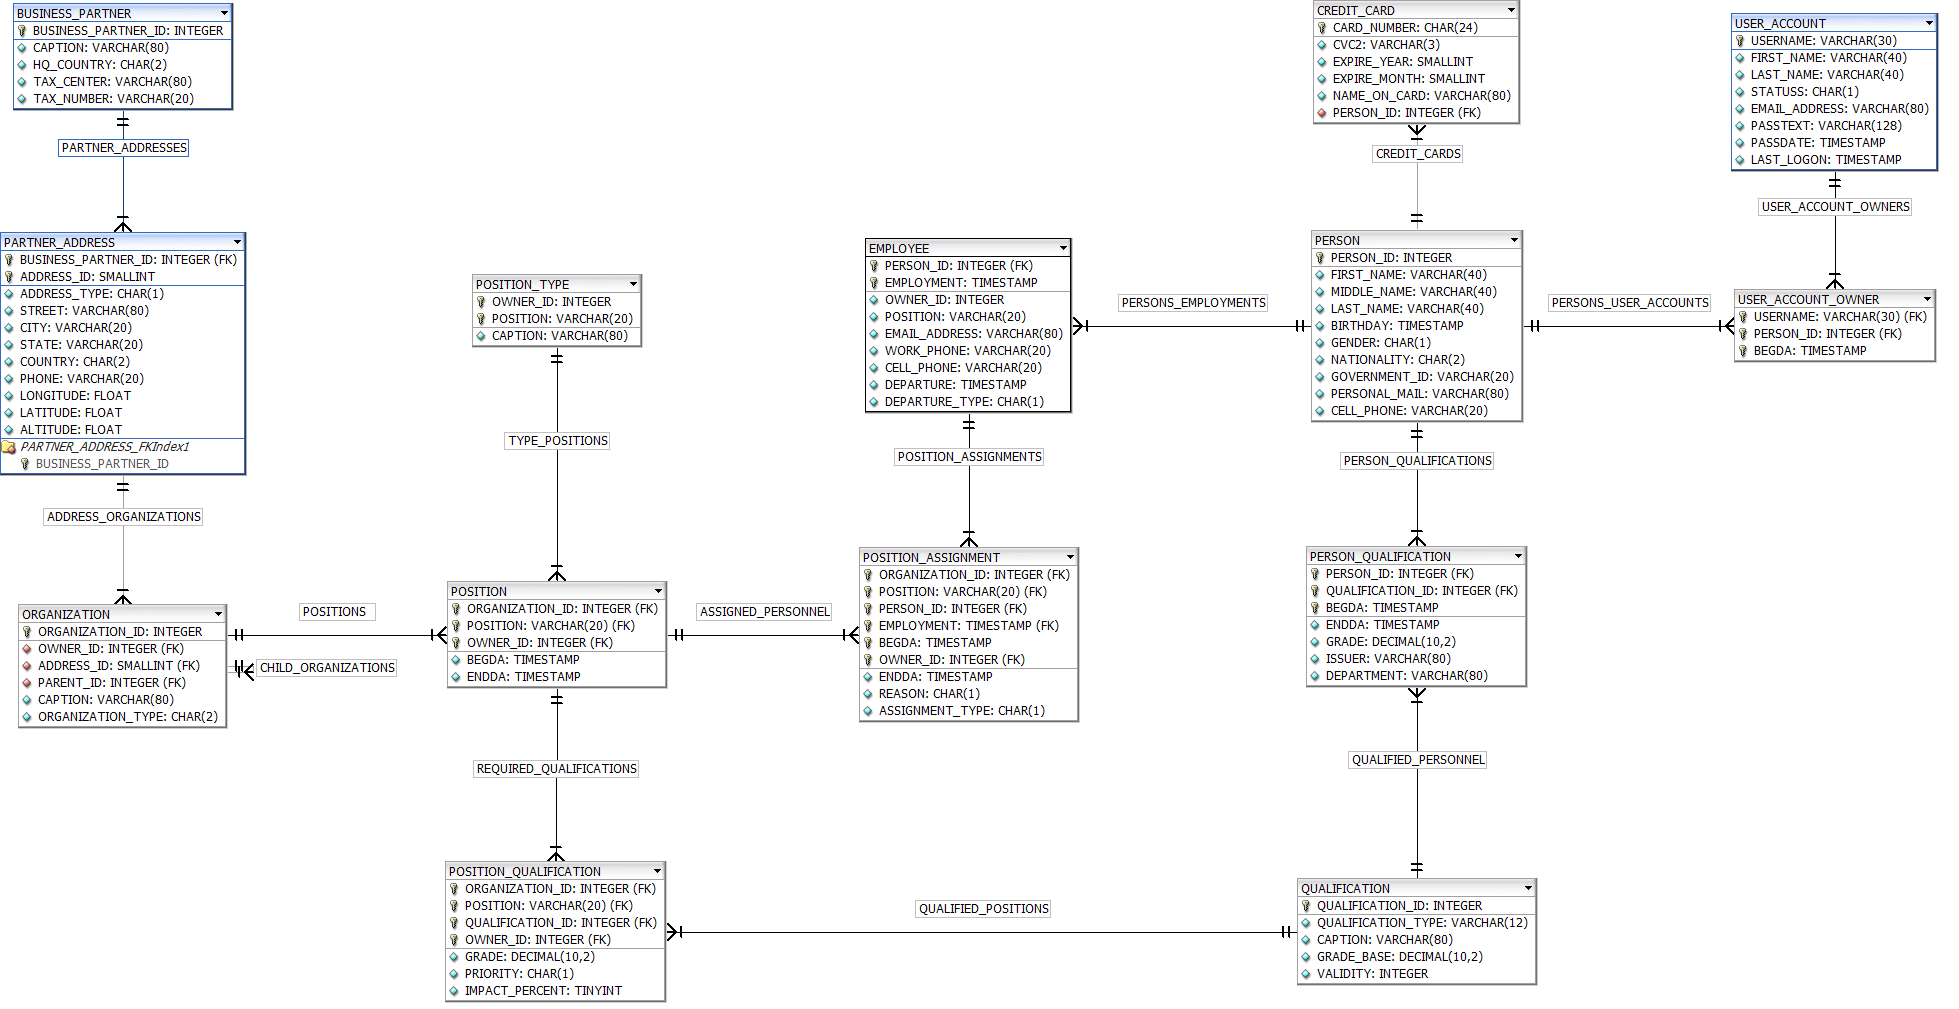 BUSINESS_PARTNER
BUSINESS_PARTNER_ID: INTEGER
CAPTION: VARCHAR(80)
HQ_COUNTRY: CHAR(2)
TAX_CENTER: VARCHAR(80)
TAX_NUMBER: VARCHAR(20)
PARTNER_ADDRESSES
PARTNER_ADDRESS
BUSINESS_PARTNER_ID: INTEGER (FK)
ADDRESS_ID: SMALLINT
ADDRESS_TYPE: CHAR(1)
STREET: VARCHAR(80)
CITY: VARCHAR(20)
STATE: VARCHAR(20)
COUNTRY: CHAR(2)
PHONE: VARCHAR(20)
LONGITUDE: FLOAT
LATITUDE: FLOAT
ALTITUDE: FLOAT
PARTNER_ADDRESS_FKIndex1
BUSINESS_PARTNER_ID
ADDRESS_ORGANIZATIONS
ORGANIZATION
ORGANIZATION_ID: INTEGER
OWNER_ID: INTEGER (FK)
ADDRESS_ID: SMALLINT (FK)
PARENT_ID: INTEGER (FK)
CAPTION: VARCHAR(80)
ORGANIZATION_TYPE: CHAR(2)
POSITIONS
CHILD_ORGANIZATIONS
POSITION_TYPE
OWNER_ID: INTEGER
POSITION: VARCHAR(20)
CAPTION: VARCHAR(80)
TYPE_POSITIONS
POSITION
ORGANIZATION_ID: INTEGER (FK)
POSITION: VARCHAR(20) (FK)
OWNER_ID: INTEGER (FK)
BEGDA: TIMESTAMP
ENDDA: TIMESTAMP
REQUIRED_QUALIFICATIONS
POSITION_QUALIFICATION
ORGANIZATION_ID: INTEGER (FK)
POSITION: VARCHAR(20) (FK)
QUALIFICATION_ID: INTEGER (FK)
OWNER_ID: INTEGER (FK)
GRADE: DECIMAL(10,2)
PRIORITY: CHAR(1)
IMPACT_PERCENT: TINYINT
ASSIGNED_PERSONNEL
EMPLOYEE
PERSON_ID: INTEGER (FK)
EMPLOYMENT: TIMESTAMP
OWNER_ID: INTEGER
POSITION: VARCHAR(20)
EMAIL_ADDRESS: VARCHAR(80)
WORK_PHONE: VARCHAR(20)
CELL_PHONE: VARCHAR(20)
DEPARTURE: TIMESTAMP
DEPARTURE_TYPE: CHAR(1)
POSITION_ASSIGNMENTS
POSITION_ASSIGNMENT
ORGANIZATION_ID: INTEGER (FK)
POSITION: VARCHAR(20) (FK)
PERSON_ID: INTEGER (FK)
EMPLOYMENT: TIMESTAMP (FK)
BEGDA: TIMESTAMP
OWNER_ID: INTEGER (FK)
ENDDA: TIMESTAMP
REASON: CHAR(1)
ASSIGNMENT_TYPE: CHAR(1)
QUALIFIED_POSITIONS
PERSONS_EMPLOYMENTS
CREDIT_CARD
CARD_NUMBER: CHAR(24)
CVC2: VARCHAR(3)
EXPIRE_YEAR: SMALLINT
EXPIRE_MONTH: SMALLINT
NAME_ON_CARD: VARCHAR(80)
PERSON_ID: INTEGER (FK)
CREDIT_CARDS
PERSON
PERSON_ID: INTEGER
FIRST_NAME: VARCHAR(40)
MIDDLE_NAME: VARCHAR(40)
LAST_NAME: VARCHAR(40)
BIRTHDAY: TIMESTAMP
GENDER: CHAR(1)
NATIONALITY: CHAR(2)
GOVERNMENT_ID: VARCHAR(20)
PERSONAL_MAIL: VARCHAR(80)
CELL_PHONE: VARCHAR(20)
PERSON_QUALIFICATIONS
PERSON_QUALIFICATION
PERSON_ID: INTEGER (FK)
QUALIFICATION_ID: INTEGER (FK)
BEGDA: TIMESTAMP
ENDDA: TIMESTAMP
GRADE: DECIMAL(10,2)
ISSUER: VARCHAR(80)
DEPARTMENT: VARCHAR(80)
QUALIFIED_PERSONNEL
QUALIFICATION
QUALIFICATION_ID: INTEGER
QUALIFICATION_TYPE: VARCHAR(12)
CAPTION: VARCHAR(80)
GRADE_BASE: DECIMAL(10,2)
VALIDITY: INTEGER
PERSONS_USER_ACCOUNTS
USER_ACCOUNT
USERNAME: VARCHAR(30)
FIRST_NAME: VARCHAR(40)
LAST_NAME: VARCHAR(40)
STATUSS: CHAR(1)
EMAIL_ADDRESS: VARCHAR(80)
PASSTEXT: VARCHAR(128)
PASSDATE: TIMESTAMP
LAST_LOGON: TIMESTAMP
USER_ACCOUNT_OWNERS
USER_ACCOUNT_OWNER
USERNAME: VARCHAR(30) (FK)
PERSON_ID: INTEGER (FK)
BEGDA: TIMESTAMP